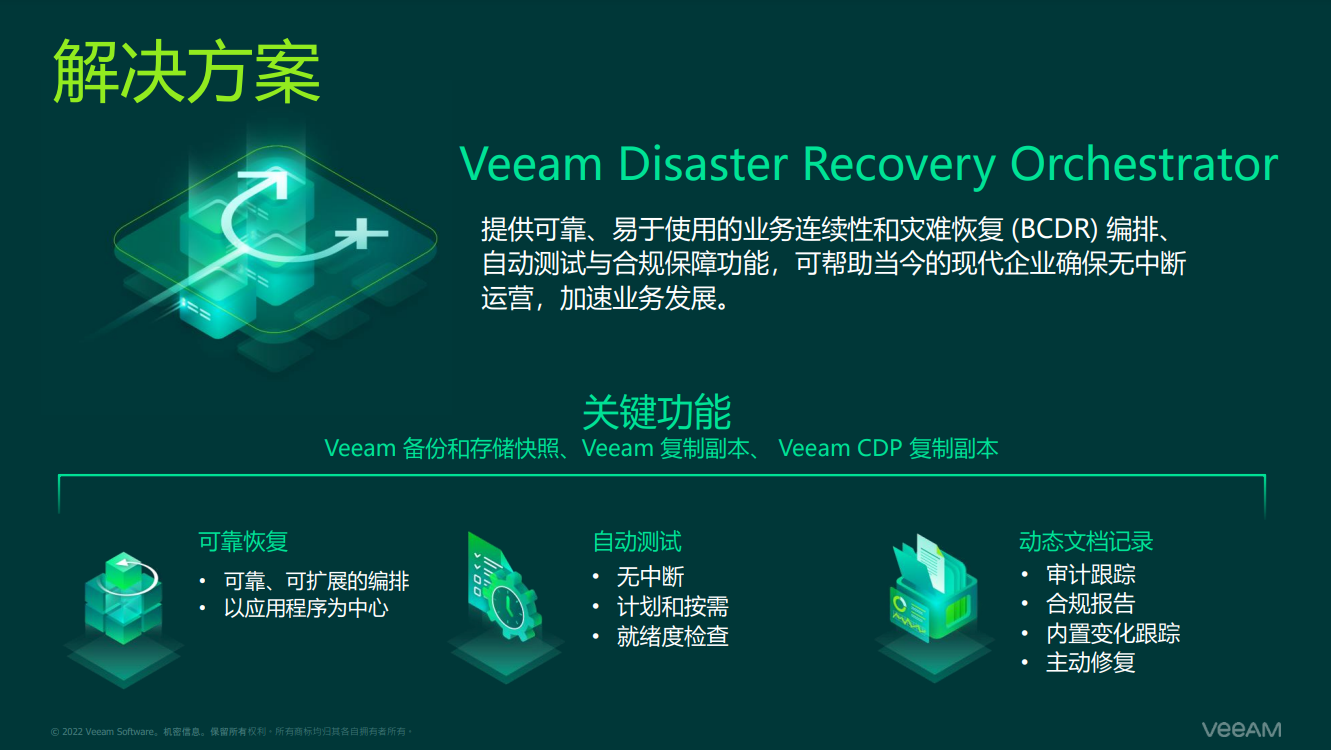 解决方案
Veeam Disaster Recovery Orchestrator
提供可靠、易于使用的业务连续性和灾难恢复 (BCDR) 编排、
自动测试与合规保障功能，可帮助当今的现代企业确保无中断
运营，加速业务发展。
关键功能
Veeam 备份和存储快照、Veeam 复制副本、 Veeam CDP 复制副本
可靠恢复
• 可靠、可扩展的编排
• 以应用程序为中心
自动测试
• 无中断
• 计划和按需
• 就绪度检查
动态文档记录
• 审计跟踪
• 合规报告
• 内置变化跟踪
• 主动修复
© 2022 Veeam Software。机密信息。保留所有权利。所有商标均归其各自拥有者所有。
VEEAM